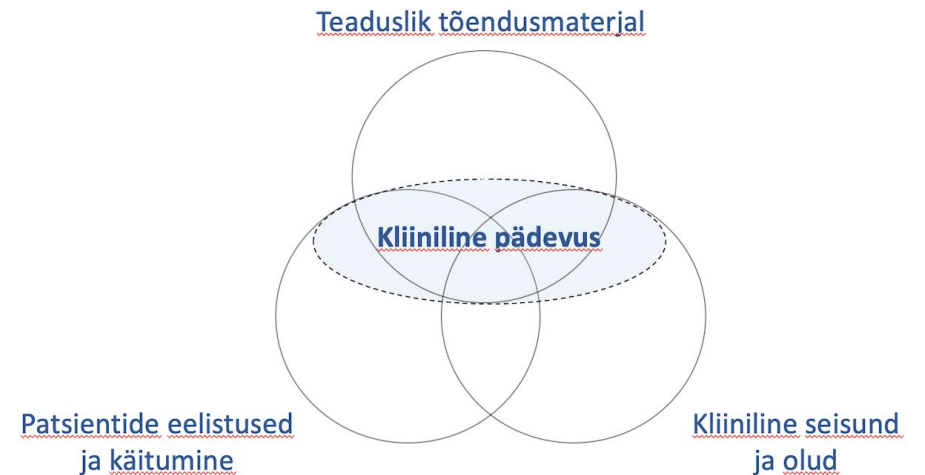 Teaduslik tõendusmaterjal
Kliiniline pädevus
Patsientide eelistused
ja käitumine
Kliiniline seisund
ja olud